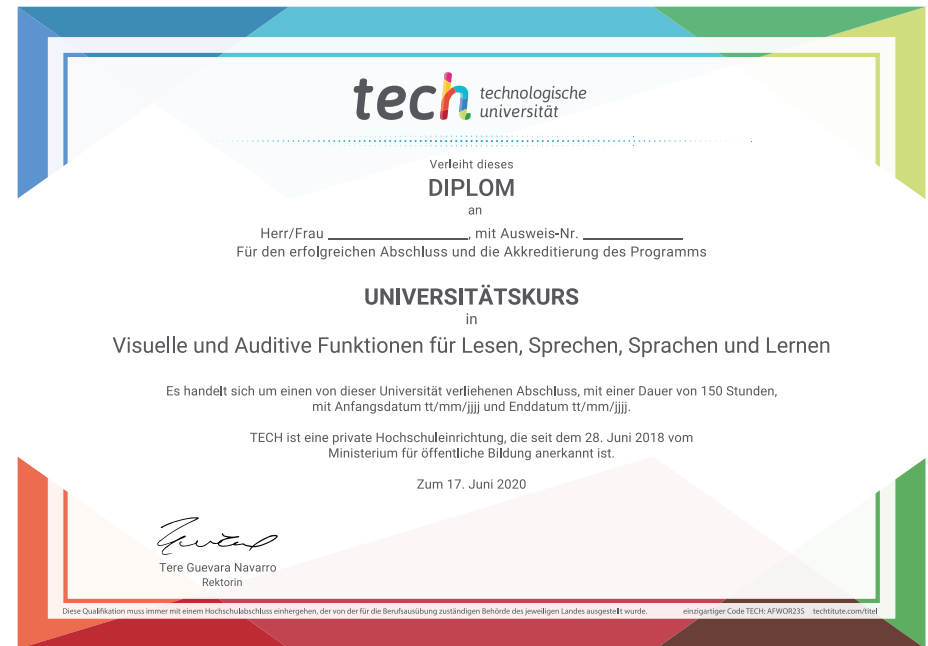 tech technologische
universität
Verleiht dieses
DIPLOM
an
Herr/Frau ____________________, mit Ausweis-Nr. ______________
Für den erfolgreichen Abschluss und die Akkreditierung des Programms
UNIVERSITÄTSKURS
in
Visuelle und Auditive Funktionen für Lesen, Sprechen, Sprachen und Lernen
Es handelt sich um einen von dieser Universität verliehenen Abschluss, mit einer Dauer von 150 Stunden,
mit Anfangsdatum tt/mm/jjjj und Enddatum tt/mm/jjjj.
TECH ist eine private Hochschuleinrichtung, die seit dem 28. Juni 2018 vom
Ministerium für öffentliche Bildung anerkannt ist.
Zum 17. Juni 2020
Tere Guevara Navarro
Rektorin
Diese Qualifikation muss immer mit einem Hochschulabschluss einhergehen, der von der für die Berufsausübung zuständigen Behörde des jeweiligen Landes ausgestellt wurde. einzigartiger Code TECH: AFWOR23S techtitute.com/titel